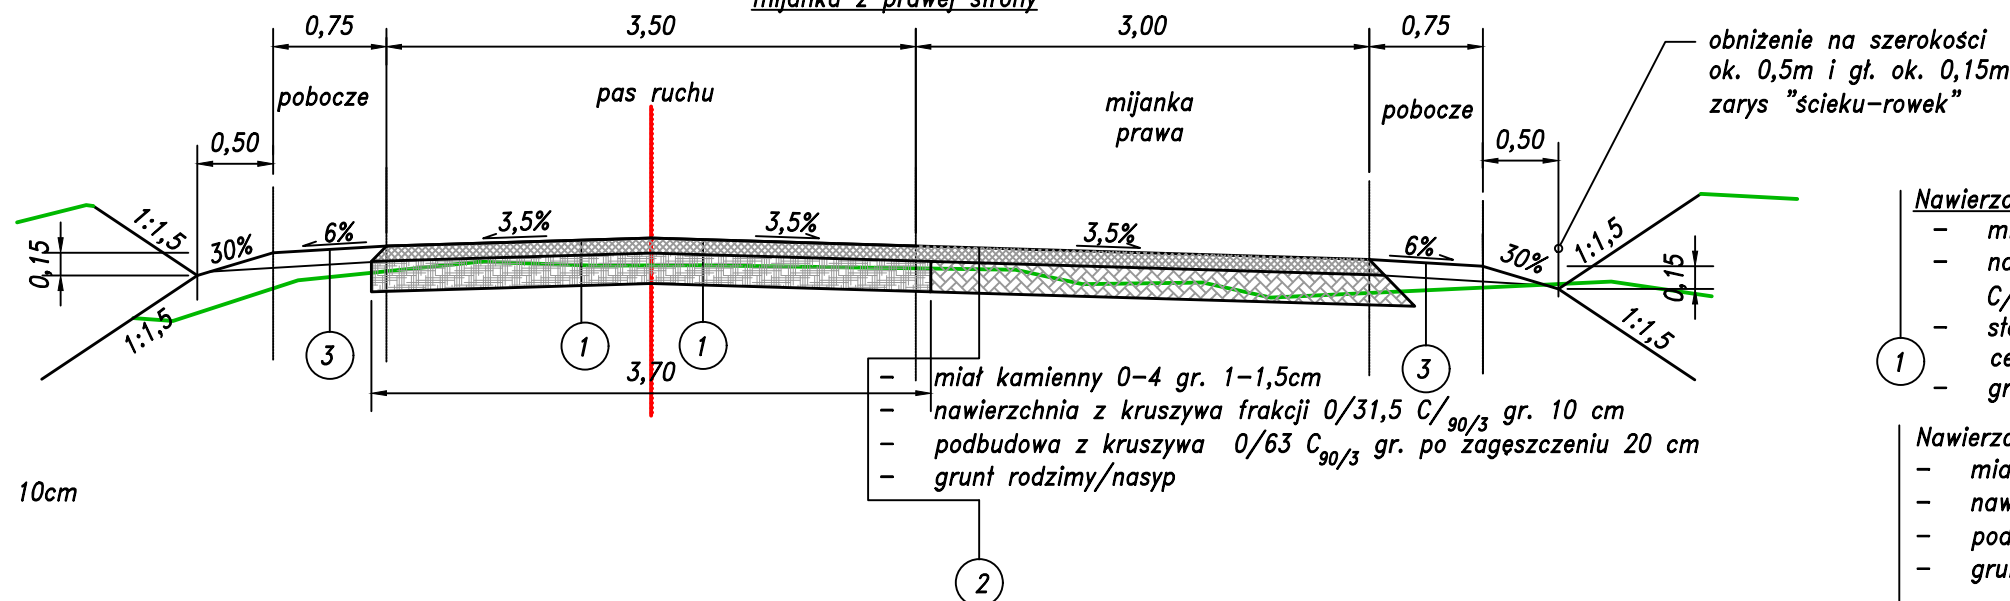 mijanka z prawej strony
0,75
3,50
3,00
0,75
obniżenie na szerokości
ok. 0,5m i gł. ok. 0,15m
zarys "ścieku-rowek"
pobocze
pas ruchu
mijanka
prawa
pobocze
0,50
0,50
1:1,5
30%
6%
3,5%
3,5%
3,5%
6%
30%
1:1,5
0,15
0,15
1:1,5
1:1,5
3
1
1
3
3,70
- miał kamienny 0-4 gr. 1-1,5cm
- nawierzchnia z kruszywa frakcji 0/31,5 C/90/3 gr. 10 cm
- podbudowa z kruszywa 0/63 C90/3 gr. po zagęszczeniu 20 cm
- grunt rodzimy/nasyp
2
10cm
1
-
-
C/
-
-
-
-
-
-